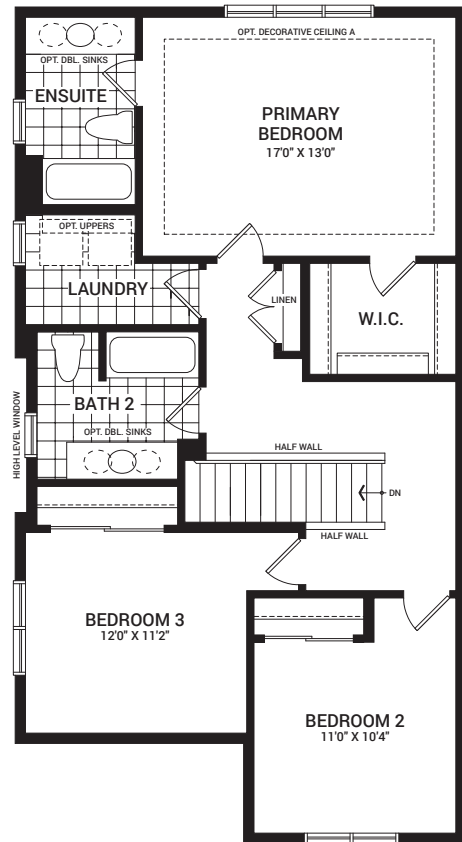 OPT. DECORATIVE CEILING A
OPT. DBL. SINKS
ENSUITE
PRIMARY
BEDROOM
17'0" X 13'0"
OPT. UPPERS
LAUNDRY
LINEN
W.I.C.
BATH 2
OPT. DBL. SINKS
HIGH LEVEL WINDOW
HALF WALL
DN
HALF WALL
BEDROOM 3
12'0" X 11'2"
BEDROOM 2
11'0" X 10'4"